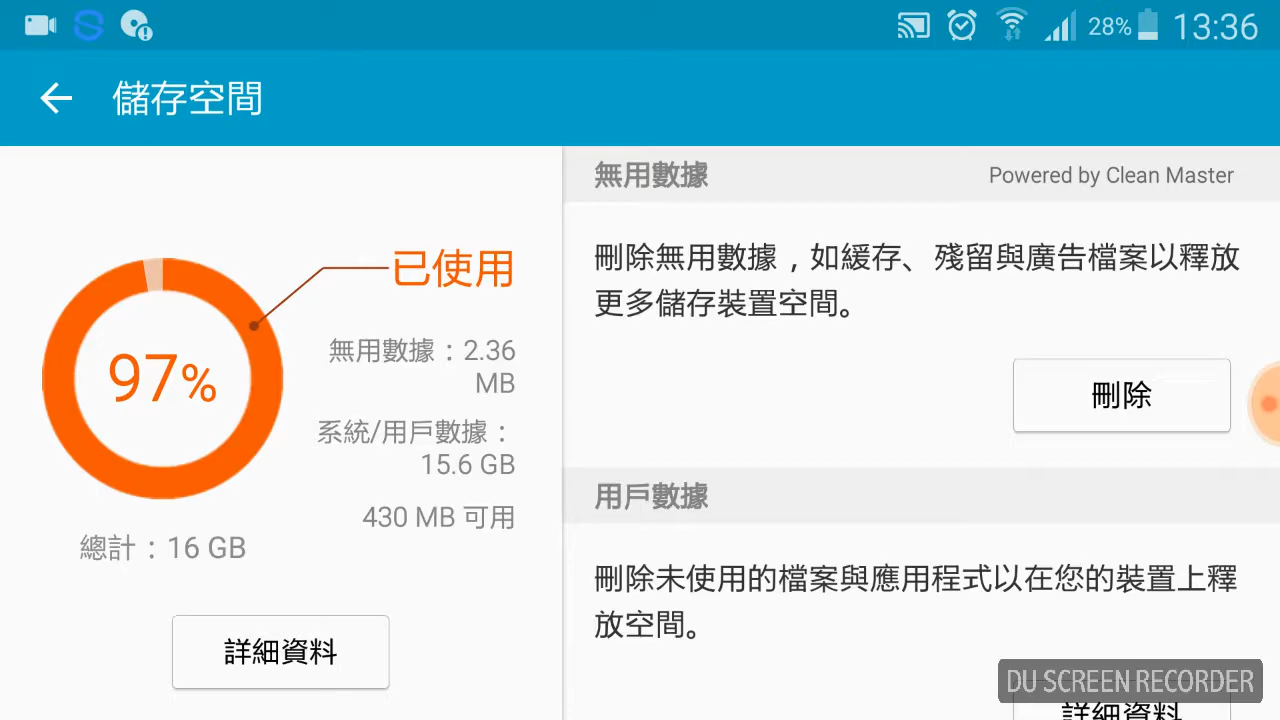 28% 13:36
儲存空間
已使用
97%
無用數據：2.36
MB
系統/用戶數據：
15.6 GB
430 MB 可用
總計：16 GB
詳細資料
無用數據 Powered by Clean Master
刪除無用數據，如緩存、殘留與廣告檔案以釋放
更多儲存裝置空間。
刪除
用戶數據
刪除未使用的檔案與應用程式以在您的裝置上釋
放空間。
DU SCREEN RECORDER
詳細資料